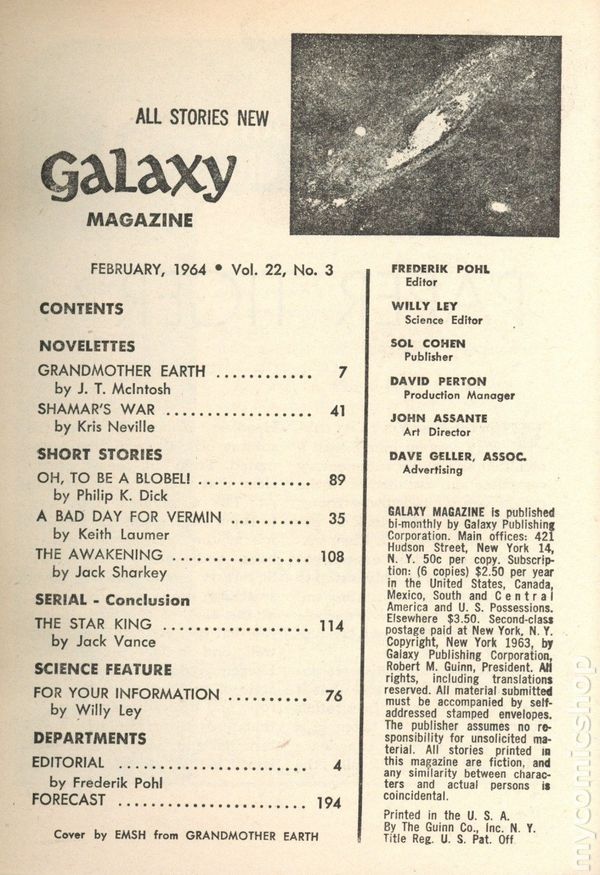 ALL STORIES NEW
Galaxy
MAGAZINE
FEBRUARY, 1964 • Vol. 22, No. 3
CONTENTS
NOVELETTES
GRANDMOTHER EARTH ............ 7
by J. T. McIntosh
SHAMAR'S WAR ................. 41
by Kris Neville
SHORT STORIES
OH, TO BE A BLOBEL! ............. 89
by Philip K. Dick
A BAD DAY FOR VERMIN .......... 35
by Keith Laumer
THE AWAKENING ................ 108
by Jack Sharkey
SERIAL - Conclusion
THE STAR KING ................. 114
by Jack Vance
SCIENCE FEATURE
FOR YOUR INFORMATION .......... 76
by Willy Ley
DEPARTMENTS
EDITORIAL ...................... 4
by Frederik Pohl
FORECAST ...................... 194
Cover by EMSH from GRANDMOTHER EARTH
FREDERIK POHL
Editor
WILLY LEY
Science Editor
SOL COHEN
Publisher
DAVID PERTON
Production Manager
JOHN ASSANTE
Art Director
DAVE GELLER, ASSOC.
Advertising
GALAXY MAGAZINE is published
bi-monthly by Galaxy Publishing
Corporation. Main offices: 421
Hudson Street, New York 14,
N. Y. 50c per copy. Subscrip-
tion: (6 copies) $2.50 per year
in the United States, Canada,
Mexico, South and Central
America and U. S. Possessions.
Elsewhere $3.50. Second-class
postage paid at New York, N. Y.
Copyright, New York 1963, by
Galaxy Publishing Corporation,
Robert M. Guinn, President. All
rights, including translations
reserved. All material submitted
must be accompanied by self-
addressed stamped envelopes.
The publisher assumes no re-
sponsibility for unsolicited ma-
terial. All stories printed in
this magazine are fiction, and
any similarity between charac-
ters and actual persons is
coincidental.
Printed in the U. S. A.
By The Guinn Co., Inc. N. Y.
Title Reg. U. S. Pat. Off.
mycomicshop